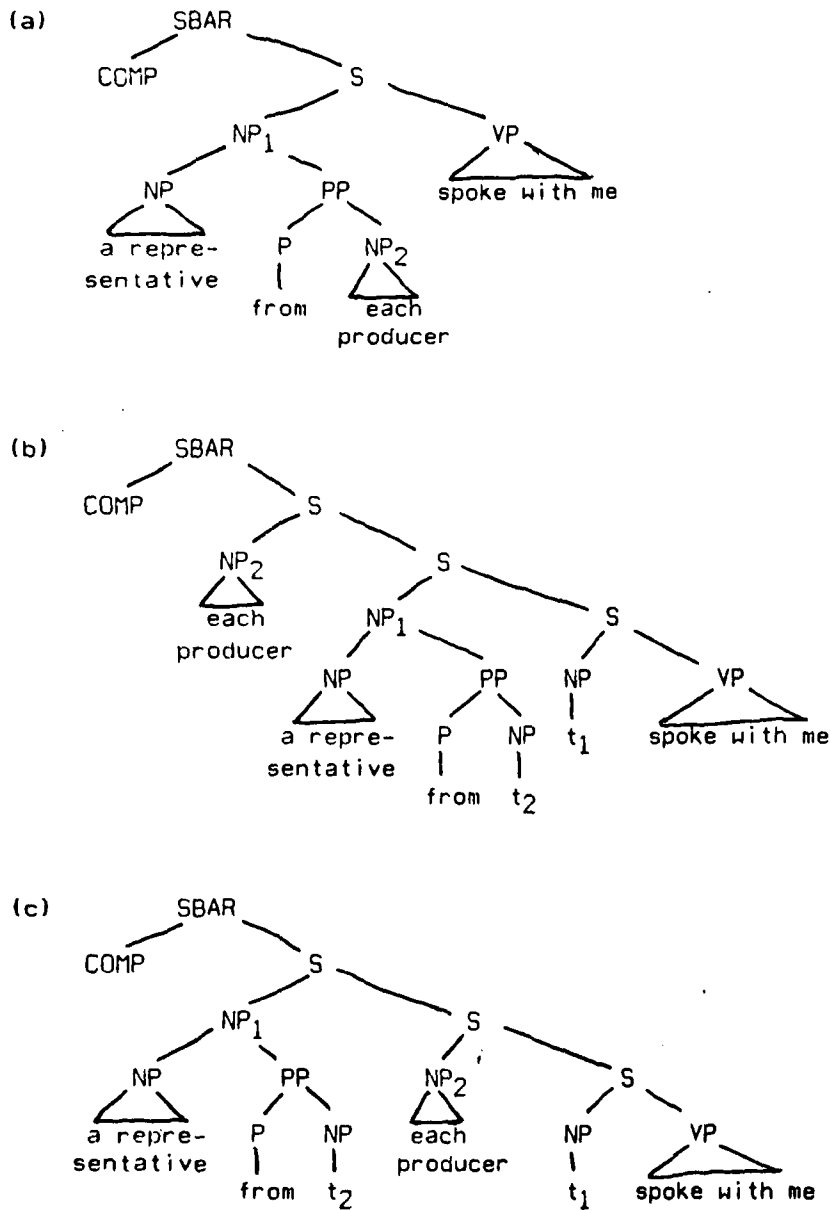 (a) SBAR
COMP S
NP1 VP
NP PP spoke with me
a repre- P NP2
sentative from each
producer
(b) SBAR
COMP S
NP2 S
each NP1 S
producer
NP PP NP VP
a repre- P NP t1 spoke with me
sentative
from t2
(c) SBAR
COMP S
NP1 S
NP PP NP2 S
a repre- P NP each NP VP
sentative producer
from t2 t1 spoke with me